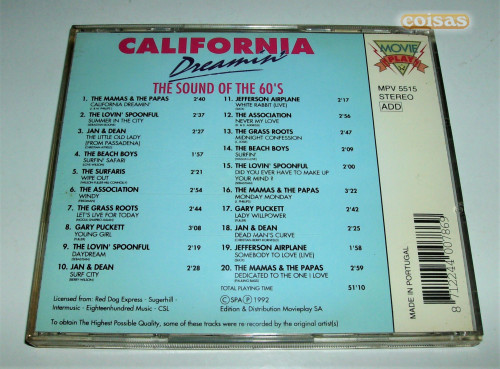 coisas
CALIFORNIA
Dreamin'
THE SOUND OF THE 60'S
MOVIE
PLAY
MPV 5515
STEREO
ADD
1. THE MAMAS & THE PAPAS 2'40
CALIFORNIA DREAMIN'
2. THE LOVIN' SPOONFUL 2'37
SUMMER IN THE CITY
3. JAN & DEAN 2'27
THE LITTLE OLD LADY
(FROM PASSADENA)
4. THE BEACH BOYS 1'57
SURFIN' SAFARI
5. THE SURFARIS 2'21
WIPE OUT
6. THE ASSOCIATION 2'54
WINDY
7. THE GRASS ROOTS 2'44
LET'S LIVE FOR TODAY
8. GARY PUCKETT 3'08
YOUNG GIRL
9. THE LOVIN' SPOONFUL 2'19
DAYDREAM
10. JAN & DEAN 2'28
SURF CITY
11. JEFFERSON AIRPLANE 2'17
WHITE RABBIT (LIVE)
12. THE ASSOCIATION 2'56
NEVER MY LOVE
13. THE GRASS ROOTS 2'47
MIDNIGHT CONFESSION
14. THE BEACH BOYS 2'09
SURFIN'
15. THE LOVIN' SPOONFUL 2'00
DID YOU EVER HAVE TO MAKE UP
YOUR MIND ?
16. THE MAMAS & THE PAPAS 3'22
MONDAY MONDAY
17. GARY PUCKETT 2'42
LADY WILLPOWER
18. JAN & DEAN 2'25
DEAD MAN'S CURVE
19. JEFFERSON AIRPLANE 1'58
SOMEBODY TO LOVE (LIVE)
20. THE MAMAS & THE PAPAS 2'59
DEDICATED TO THE ONE I LOVE
TOTAL PLAYING TIME 51'10
Licensed from: Red Dog Express - Sugerhill -
Intermusic - Eighteenhundred Music - CSL
Ⓒ SPA Ⓟ 1992
Edition & Distribution Movieplay SA
To obtain The Highest Possible Quality, some of these tracks were re-recorded by the original artist(s)
MADE IN PORTUGAL
8 712244 007863